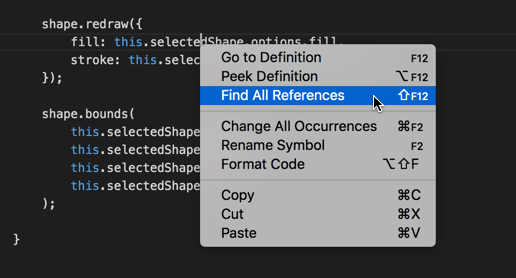 shape.redraw({
fill: this.selectedShape.options.fill,
stroke: this.selec
});
shape.bounds(
this.selectedShape
this.selectedShape
this.selectedShape
this.selectedShape
);
}
Go to Definition F12
Peek Definition ⌥F12
Find All References ⇧F12
Change All Occurrences ⌘F2
Rename Symbol F2
Format Code ⌥⇧F
Copy ⌘C
Cut ⌘X
Paste ⌘V